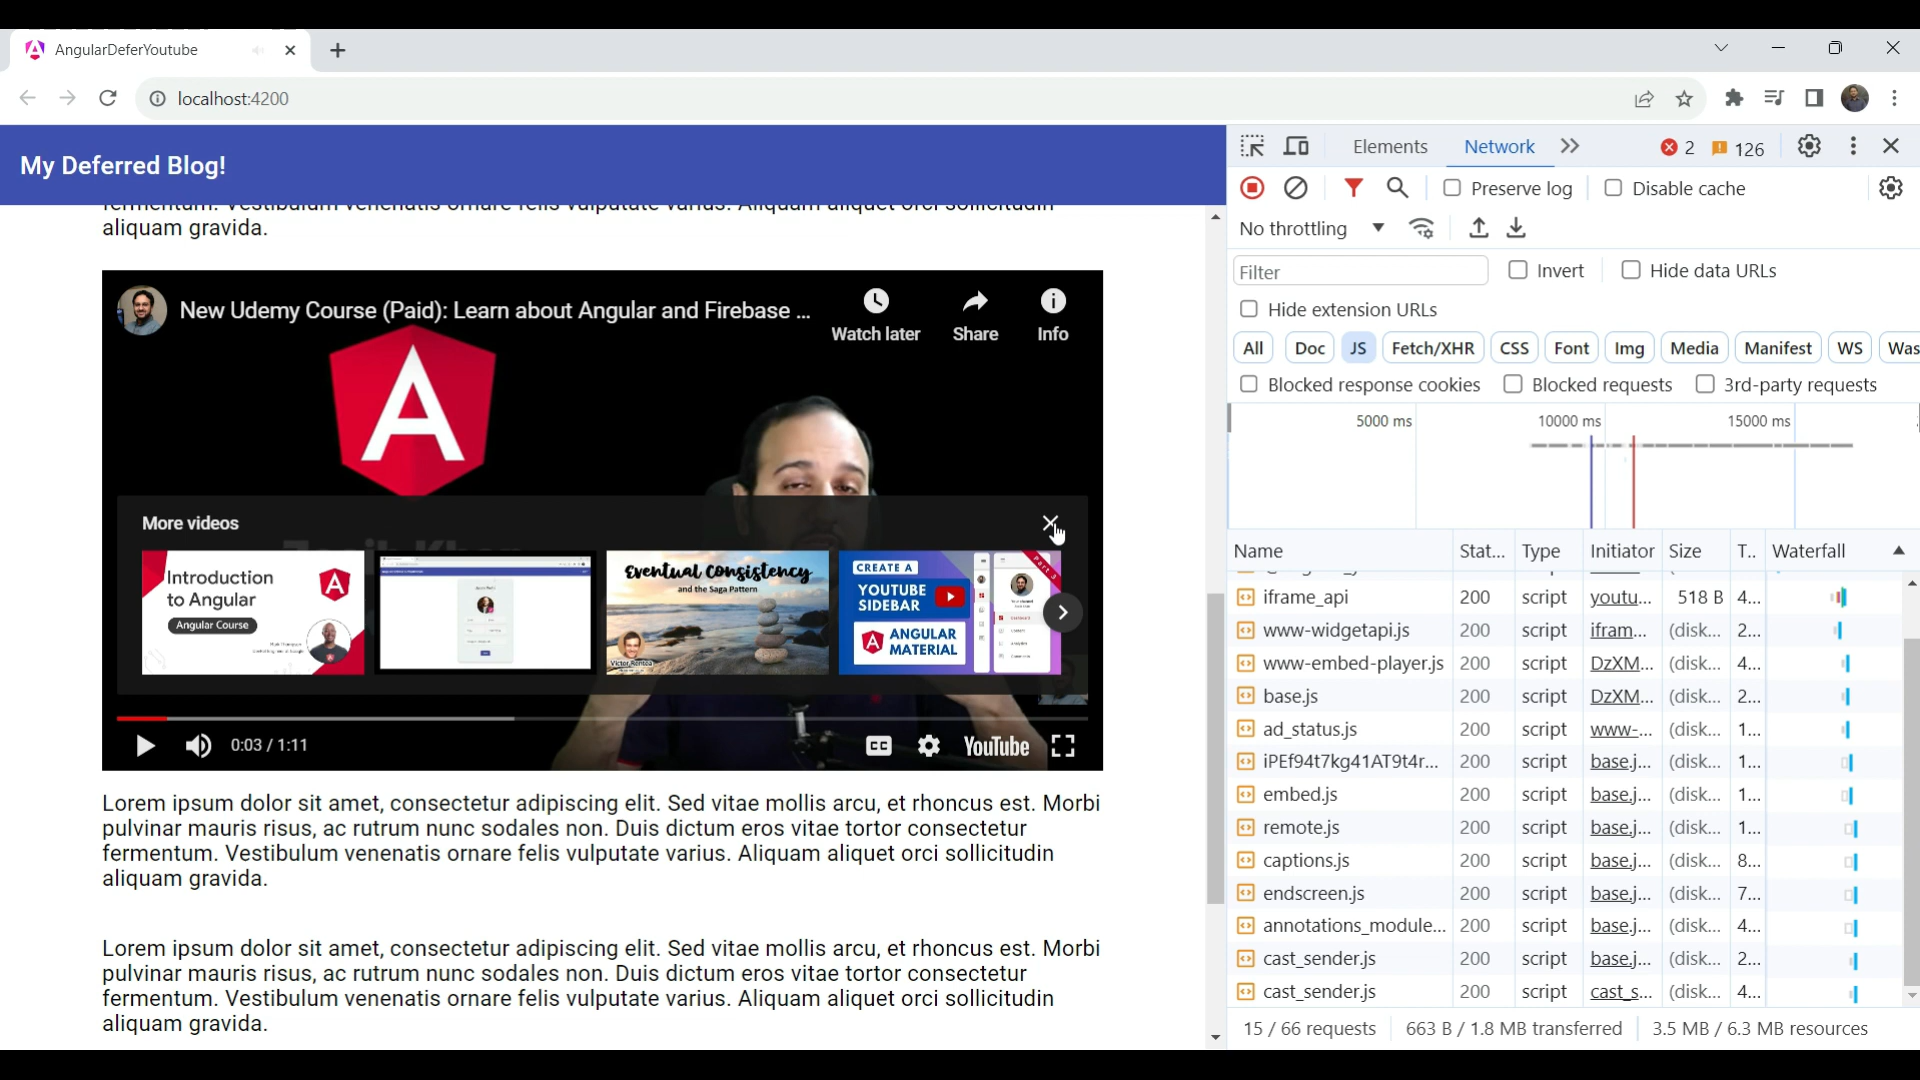 AngularDeferYoutube
localhost:4200
My Deferred Blog!
aliquam gravida.
New Udemy Course (Paid): Learn about Angular and Firebase ...
Watch later
Share
Info
More videos
Introduction
to Angular
Angular Course
Eventual Consistency
and the Saga Pattern
Victor Rentea
CREATE A
YOUTUBE
SIDEBAR
ANGULAR
MATERIAL
Part 3
0:03 / 1:11
CC
YouTube
Lorem ipsum dolor sit amet, consectetur adipiscing elit. Sed vitae mollis arcu, et rhoncus est. Morbi
pulvinar mauris risus, ac rutrum nunc sodales non. Duis dictum eros vitae tortor consectetur
fermentum. Vestibulum venenatis ornare felis vulputate varius. Aliquam aliquet orci sollicitudin
aliquam gravida.
Lorem ipsum dolor sit amet, consectetur adipiscing elit. Sed vitae mollis arcu, et rhoncus est. Morbi
pulvinar mauris risus, ac rutrum nunc sodales non. Duis dictum eros vitae tortor consectetur
fermentum. Vestibulum venenatis ornare felis vulputate varius. Aliquam aliquet orci sollicitudin
aliquam gravida.
Elements Network 2 126
Preserve log Disable cache
No throttling
Filter Invert Hide data URLs
Hide extension URLs
All Doc JS Fetch/XHR CSS Font Img Media Manifest WS Was
Blocked response cookies Blocked requests 3rd-party requests
5000 ms 10000 ms 15000 ms
Name Stat... Type Initiator Size T.. Waterfall
iframe_api 200 script youtu... 518 B 4...
www-widgetapi.js 200 script ifram... (disk... 2...
www-embed-player.js 200 script DzXM... (disk... 4...
base.js 200 script DzXM... (disk... 2...
ad_status.js 200 script www-... (disk... 1...
iPEf94t7kg41AT9t4r... 200 script base.j... (disk... 1...
embed.js 200 script base.j... (disk... 1...
remote.js 200 script base.j... (disk... 1...
captions.js 200 script base.j... (disk... 8...
endscreen.js 200 script base.j... (disk... 7...
annotations_module... 200 script base.j... (disk... 4...
cast_sender.js 200 script base.j... (disk... 2...
cast_sender.js 200 script cast_s... (disk... 4...
15 / 66 requests 663 B / 1.8 MB transferred 3.5 MB / 6.3 MB resources